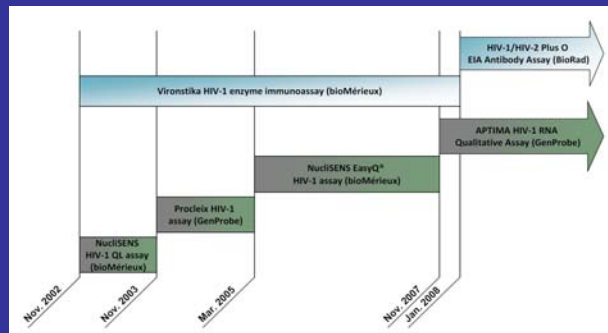 HIV-1/HIV-2 Plus O
EIA Antibody Assay (BioRad)
Vironstika HIV-1 enzyme immunoassay (bioMérieux)
APTIMA HIV-1 RNA
Qualitative Assay (GenProbe)
NucliSENS EasyQ®
HIV-1 assay (bioMérieux)
Procleix HIV-1
assay (GenProbe)
NucliSENS
HIV-1 QL assay
(bioMérieux)
Nov. 2002
Nov. 2003
Mar. 2005
Nov. 2007
Jan. 2008